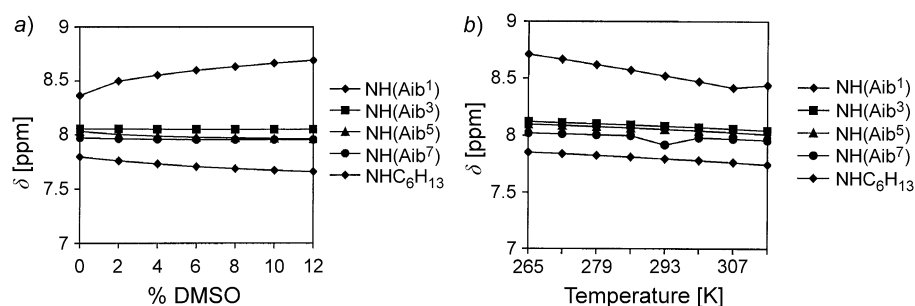 a)
9
8.5
8
7.5
7
δ [ppm]
0 2 4 6 8 10 12
% DMSO
NH(Aib¹)
NH(Aib³)
NH(Aib⁵)
NH(Aib⁷)
NHC₆H₁₃
b)
9
8.5
8
7.5
7
δ [ppm]
265 279 293 307
Temperature [K]
NH(Aib¹)
NH(Aib³)
NH(Aib⁵)
NH(Aib⁷)
NHC₆H₁₃